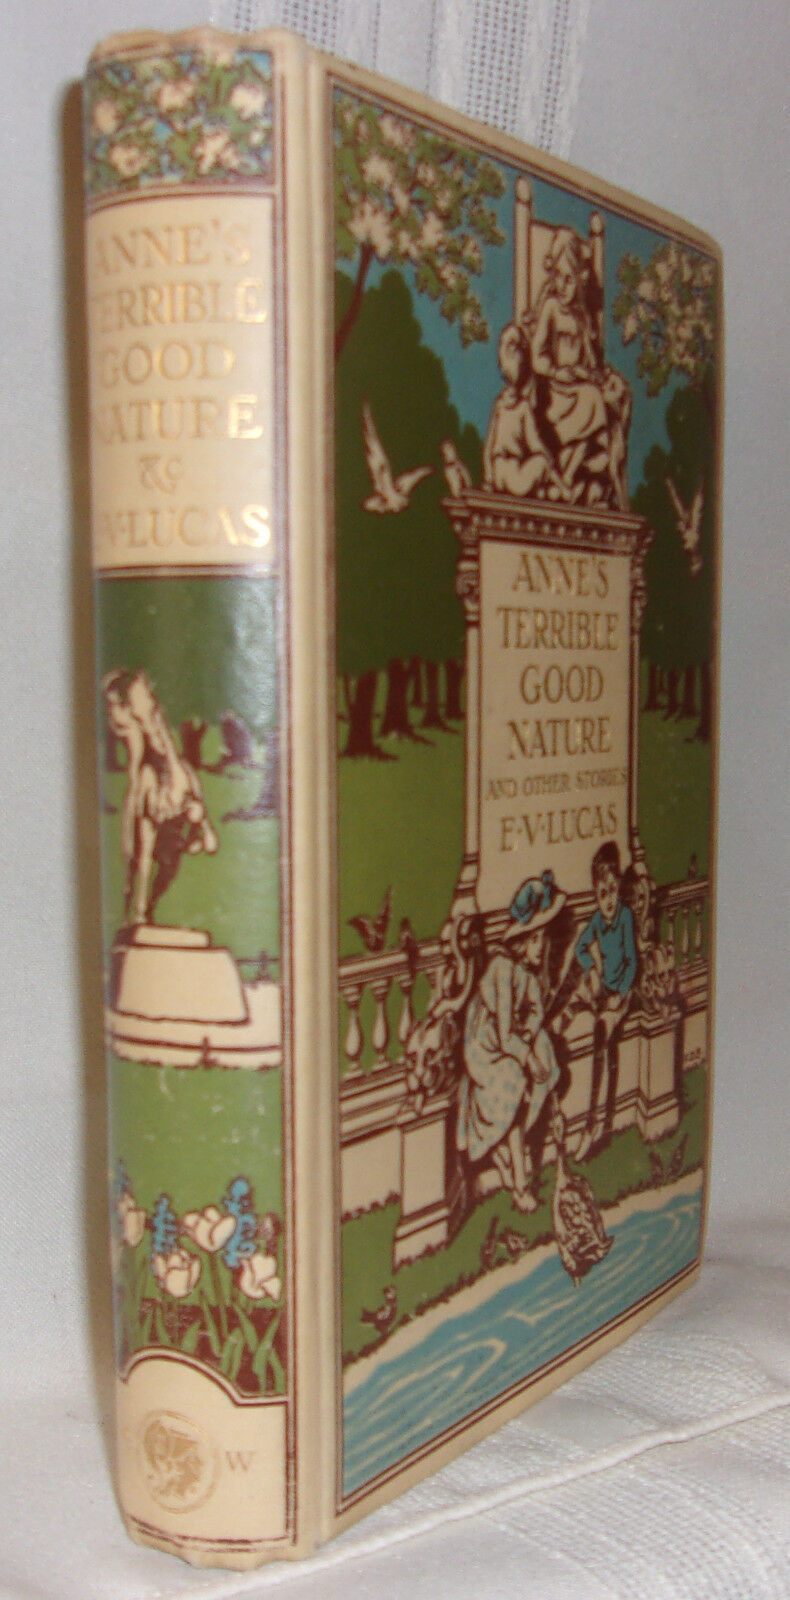 ANNE'S
TERRIBLE
GOOD
NATURE
&c
E·V·LUCAS
W
ANNE'S
TERRIBLE
GOOD
NATURE
AND OTHER STORIES
E·V·LUCAS